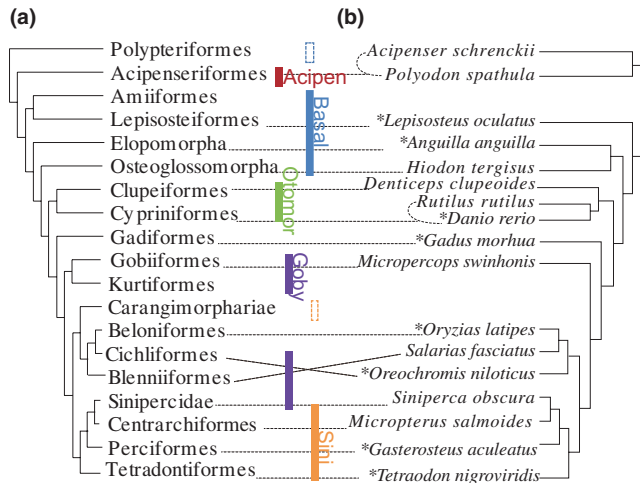 (a)
(b)
Polypteriformes
Acipenseriformes
Amiiformes
Lepisosteiformes
Elopomorpha
Osteoglossomorpha
Clupeiformes
Cypriniformes
Gadiformes
Gobiiformes
Kurtiformes
Carangimorphariae
Beloniformes
Cichliformes
Blenniiformes
Sinipercidae
Centrarchiformes
Perciformes
Tetradontiformes
Acipen
Basal
Otomor
Goby
Sini
Acipenser schrenckii
Polyodon spathula
*Lepisosteus oculatus
*Anguilla anguilla
Hiodon tergisus
Denticeps clupeoides
Rutilus rutilus
*Danio rerio
*Gadus morhua
Micropercops swinhonis
*Oryzias latipes
Salarias fasciatus
*Oreochromis niloticus
Siniperca obscura
Micropterus salmoides
*Gasterosteus aculeatus
*Tetraodon nigroviridis